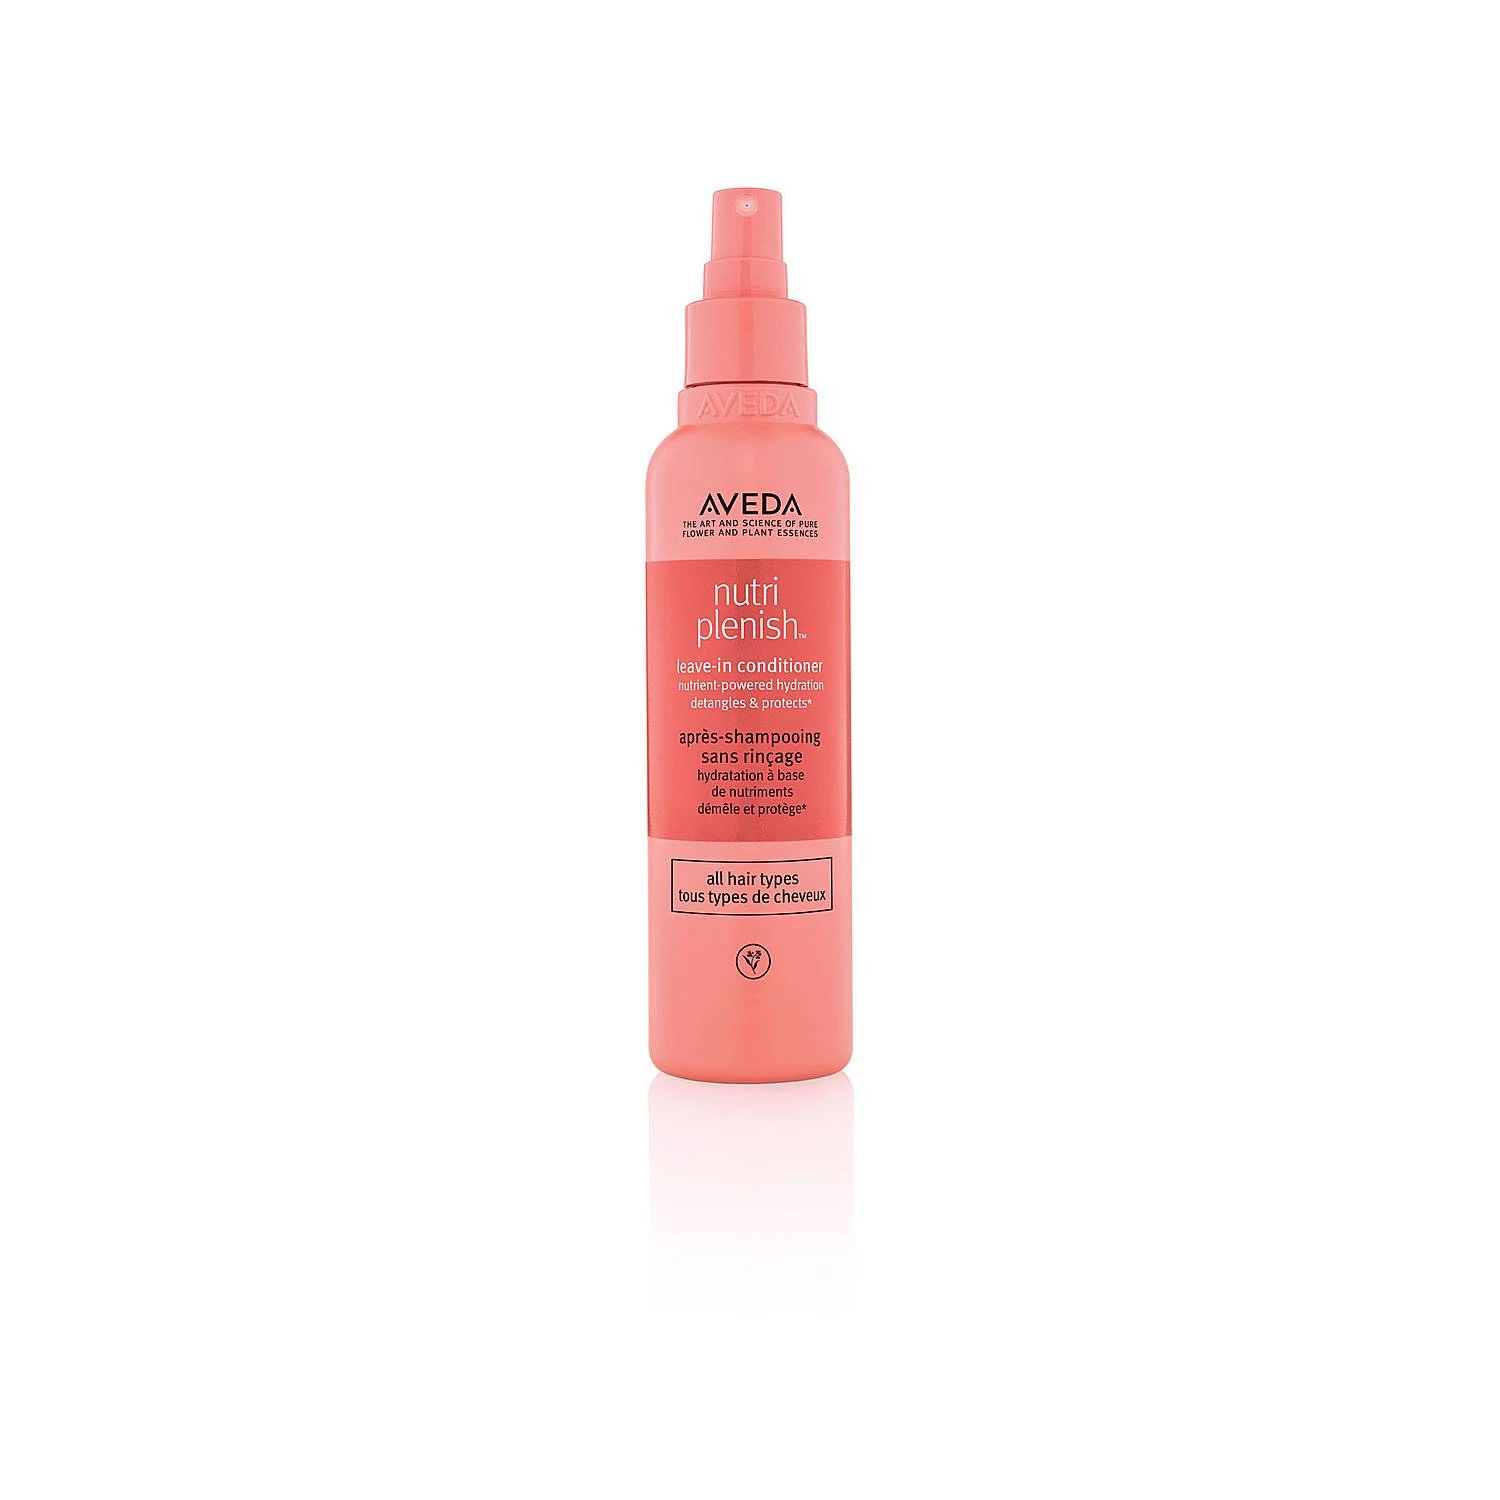 AVEDA
AVEDA
THE ART AND SCIENCE OF PURE
FLOWER AND PLANT ESSENCES
nutri
plenish™
leave-in conditioner
nutrient-powered hydration
detangles & protects*
après-shampooing
sans rinçage
hydratation à base
de nutriments
démêle et protège*
all hair types
tous types de cheveux